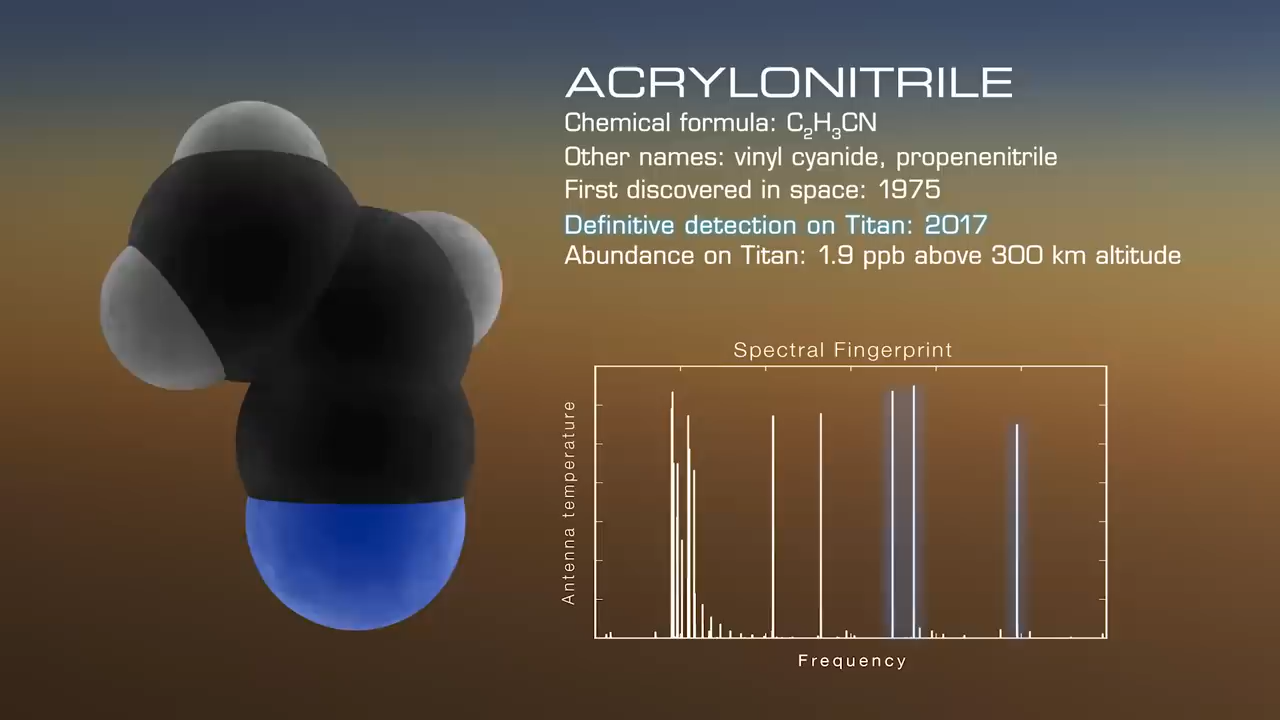 ACRYLONITRILE
Chemical formula: C₂H₃CN
Other names: vinyl cyanide, propenenitrile
First discovered in space: 1975
Definitive detection on Titan: 2017
Abundance on Titan: 1.9 ppb above 300 km altitude
Spectral Fingerprint
Antenna temperature
Frequency